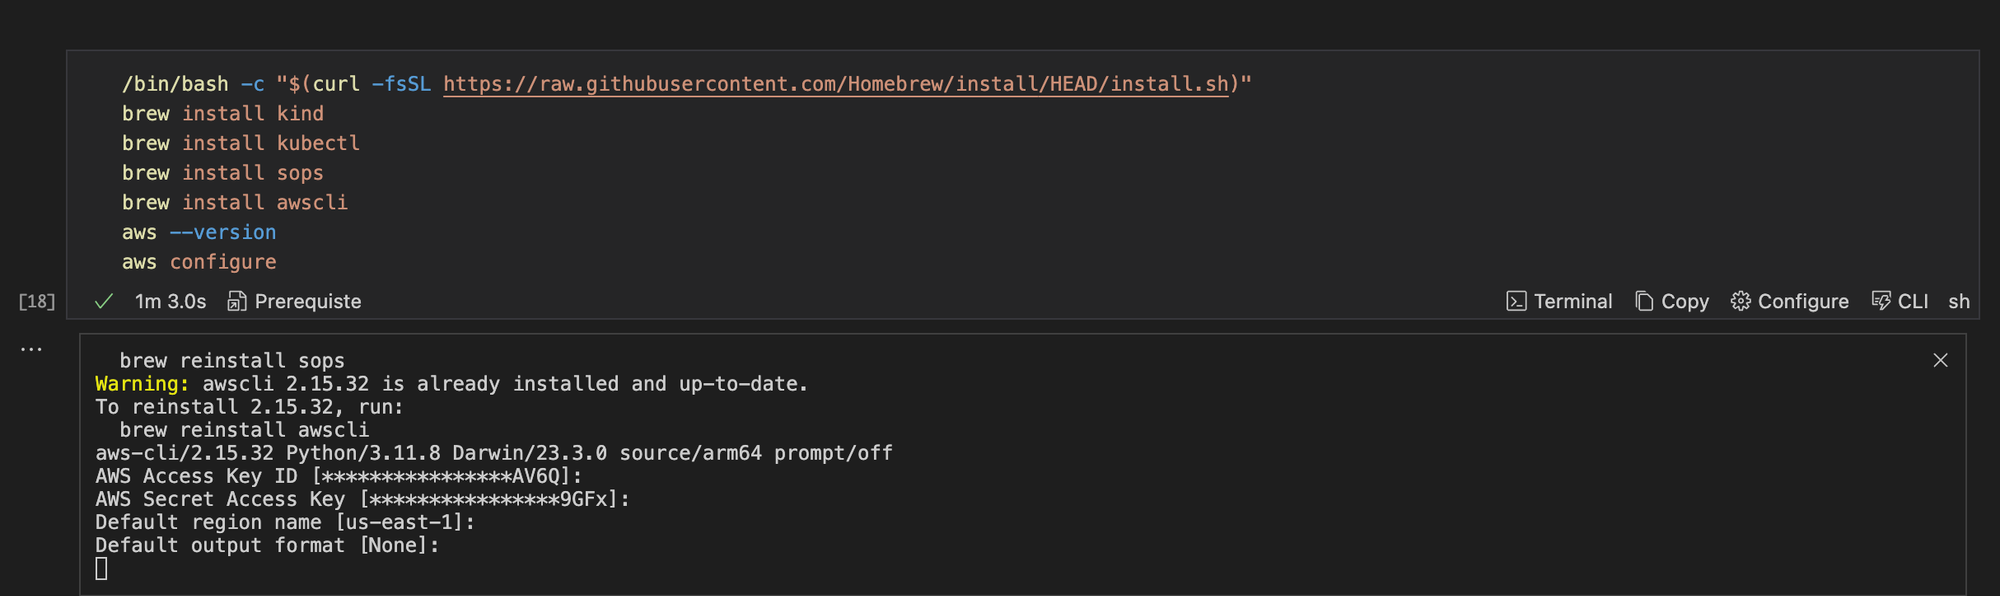 /bin/bash -c "$(curl -fsSL https://raw.githubusercontent.com/Homebrew/install/HEAD/install.sh)"
brew install kind
brew install kubectl
brew install sops
brew install awscli
aws --version
aws configure
[18] 1m 3.0s Prerequiste Terminal Copy Configure CLI sh
...
brew reinstall sops
Warning: awscli 2.15.32 is already installed and up-to-date.
To reinstall 2.15.32, run:
brew reinstall awscli
aws-cli/2.15.32 Python/3.11.8 Darwin/23.3.0 source/arm64 prompt/off
AWS Access Key ID [****************AV6Q]:
AWS Secret Access Key [****************9GFx]:
Default region name [us-east-1]:
Default output format [None]: